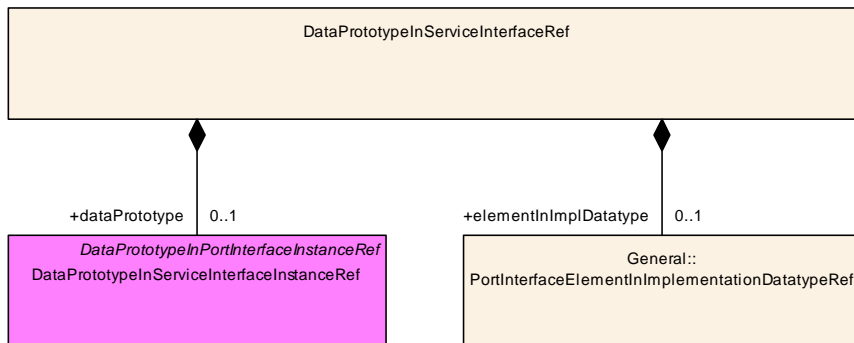 DataPrototypeInServiceInterfaceRef
+dataPrototype 0..1
+elementInImplDatatype 0..1
DataPrototypeInPortInterfaceInstanceRef
DataPrototypeInServiceInterfaceInstanceRef
General::
PortInterfaceElementInImplementationDatatypeRef